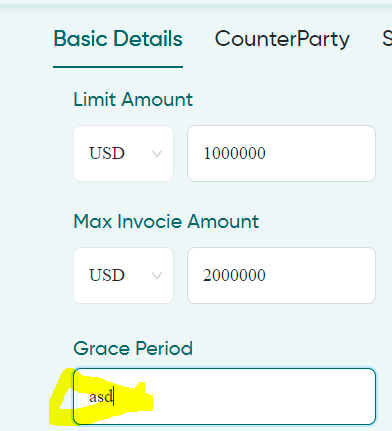 Basic Details CounterParty S
Limit Amount
USD 1000000
Max Invocie Amount
USD 2000000
Grace Period
asd